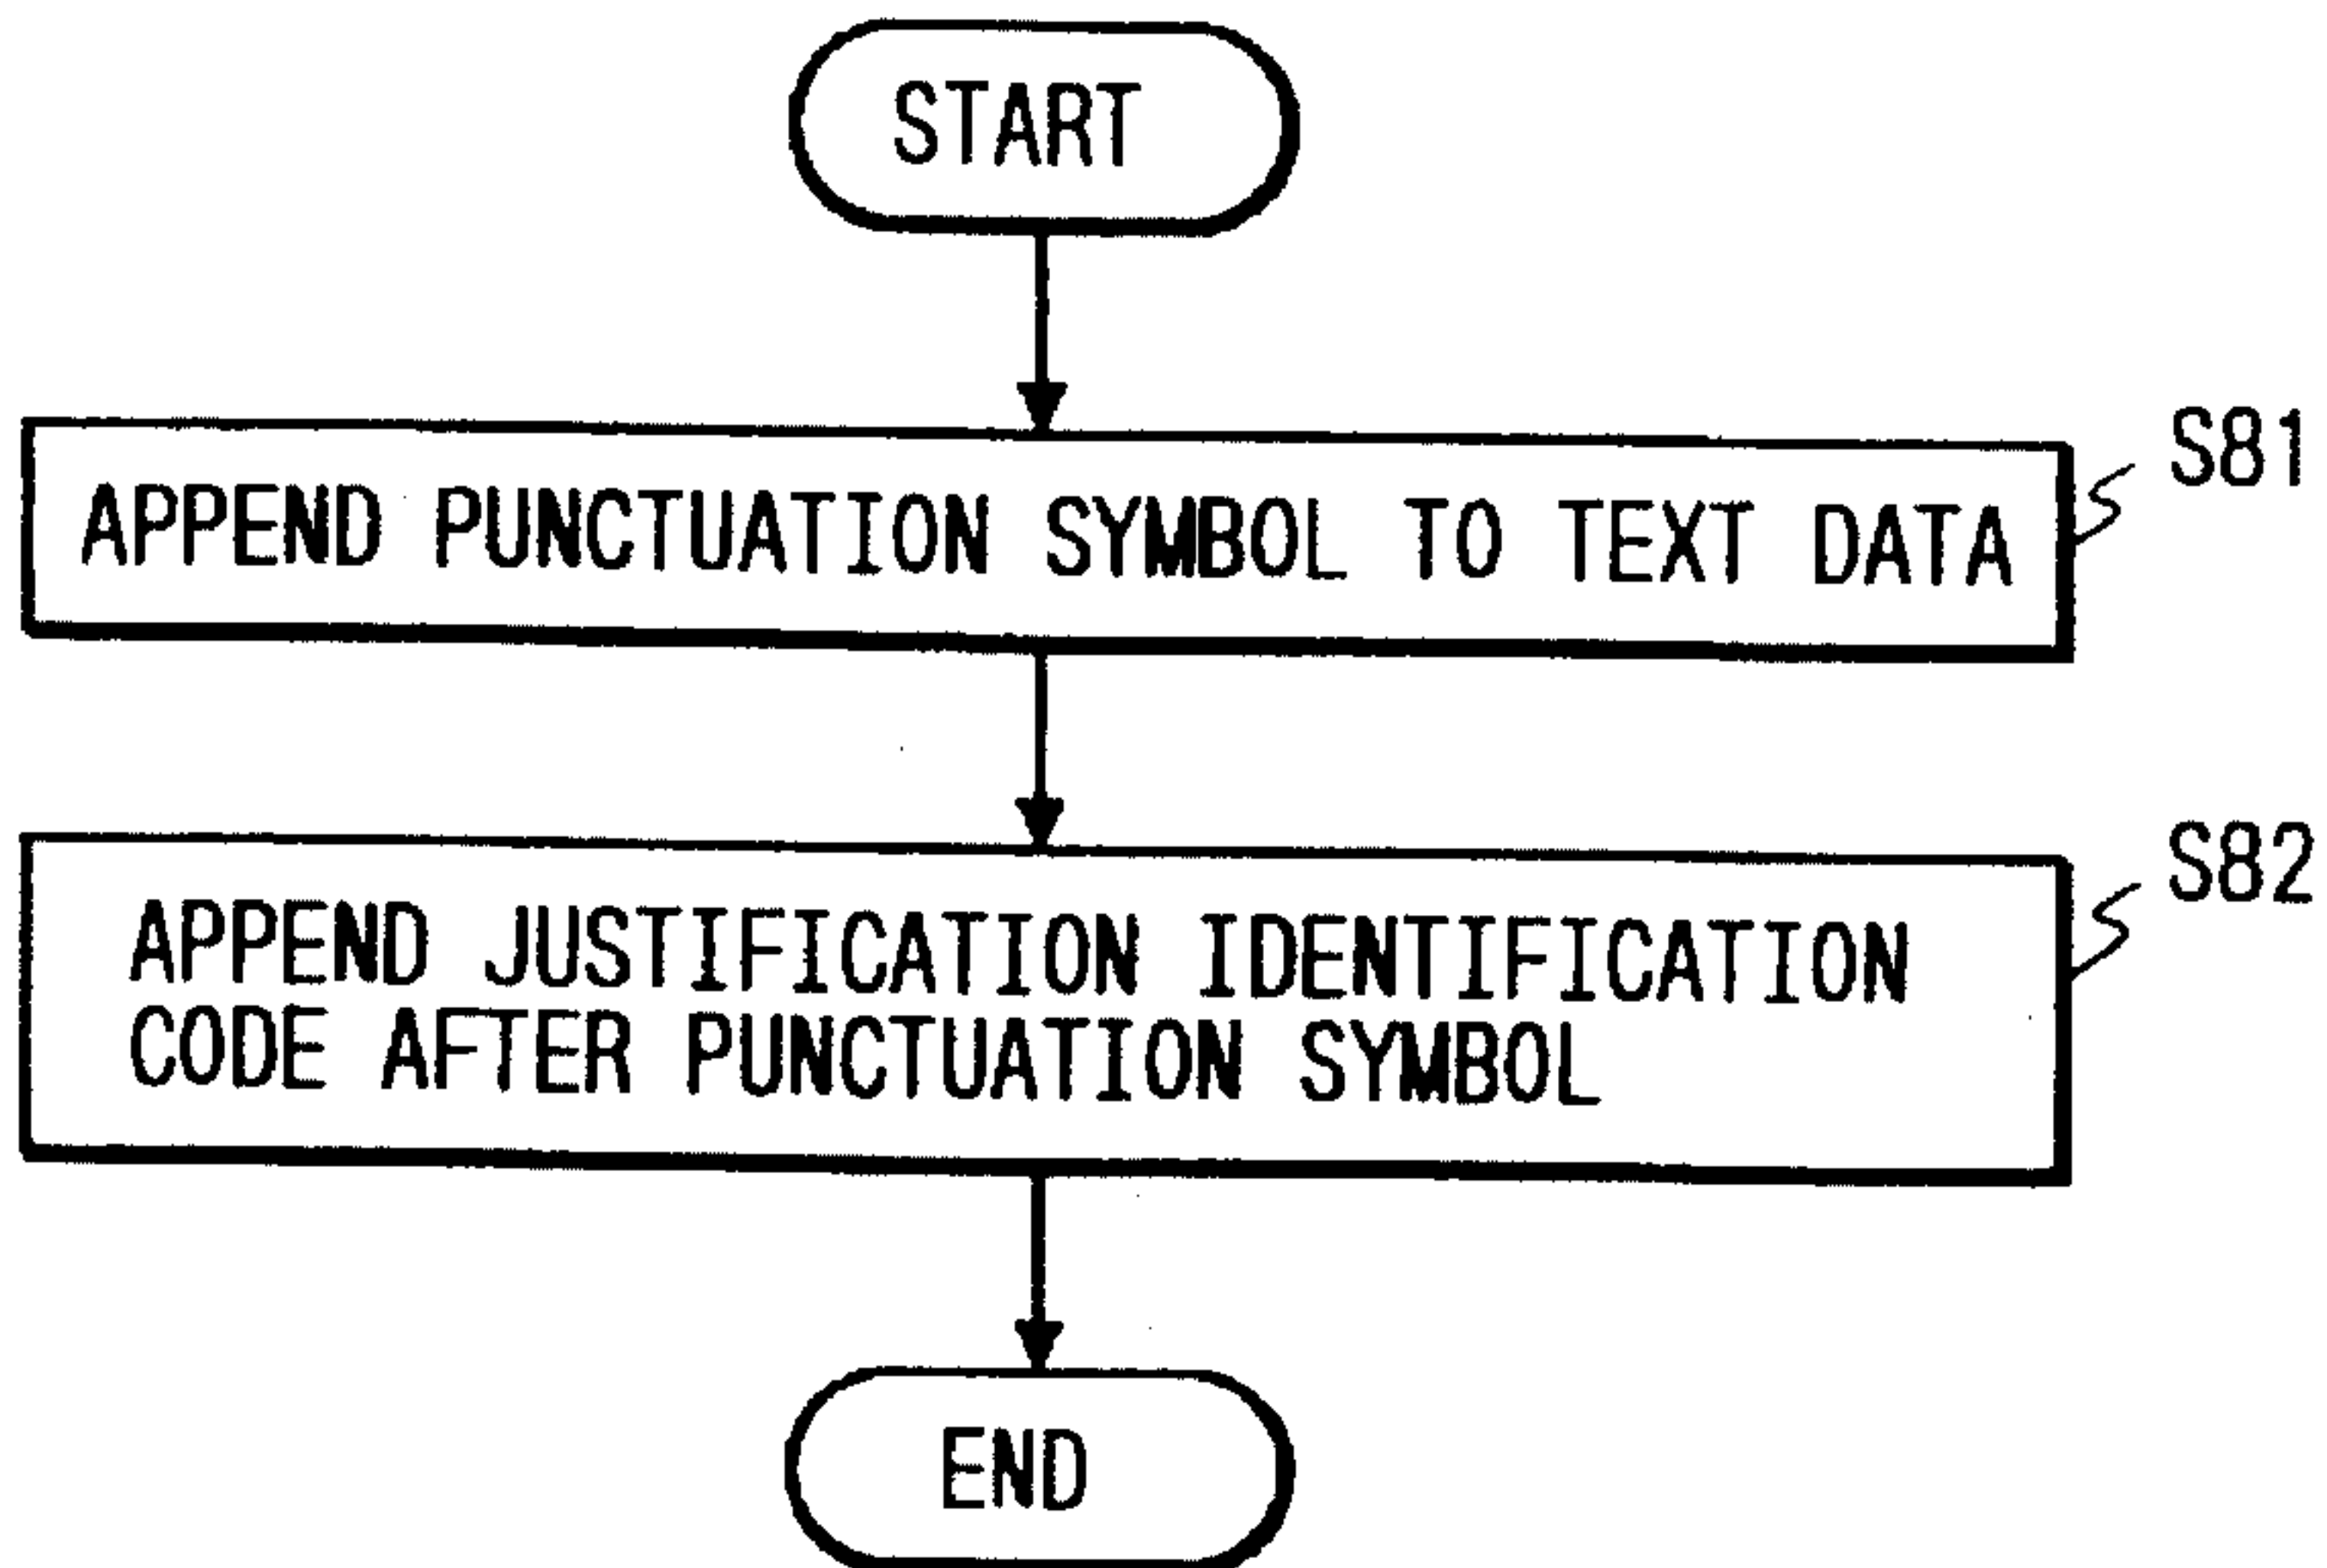 START
APPEND PUNCTUATION SYMBOL TO TEXT DATA
S81
APPEND JUSTIFICATION IDENTIFICATION
CODE AFTER PUNCTUATION SYMBOL
S82
END